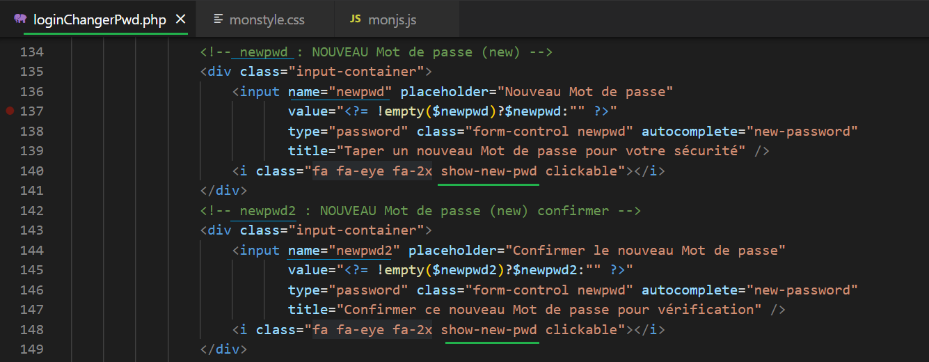 loginChangerPwd.php × monstyle.css JS monjs.js
134 <!-- newpwd : NOUVEAU Mot de passe (new) -->
135 <div class="input-container">
136 <input name="newpwd" placeholder="Nouveau Mot de passe"
137 value="<?= !empty($newpwd)?$newpwd:"" ?>"
138 type="password" class="form-control newpwd" autocomplete="new-password"
139 title="Taper un nouveau Mot de passe pour votre sécurité" />
140 <i class="fa fa-eye fa-2x show-new-pwd clickable"></i>
141 </div>
142 <!-- newpwd2 : NOUVEAU Mot de passe (new) confirmer -->
143 <div class="input-container">
144 <input name="newpwd2" placeholder="Confirmer le nouveau Mot de passe"
145 value="<?= !empty($newpwd2)?$newpwd2:"" ?>"
146 type="password" class="form-control newpwd" autocomplete="new-password"
147 title="Confirmer ce nouveau Mot de passe pour vérification" />
148 <i class="fa fa-eye fa-2x show-new-pwd clickable"></i>
149 </div>